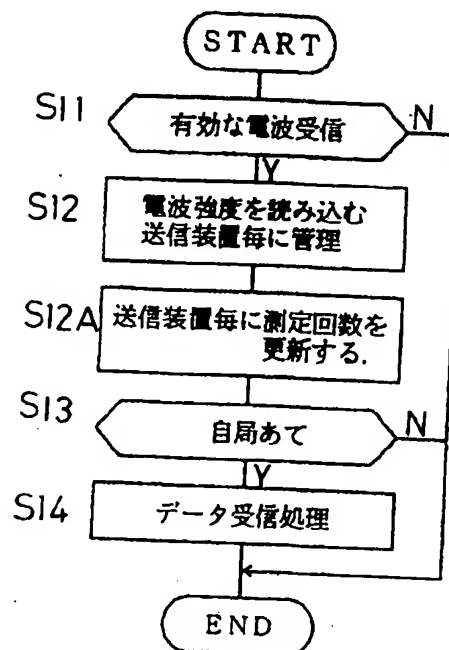 START
S11
有効な電波受信
N
Y
S12
電波強度を読み込む
送信装置毎に管理
S12A
送信装置毎に測定回数を
更新する.
S13
自局あて
N
Y
S14
データ受信処理
END